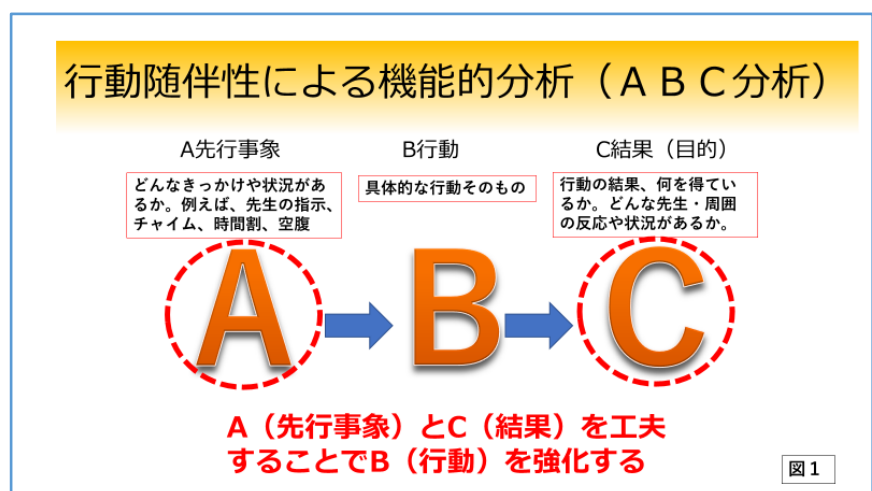 行動随伴性による機能的分析（ＡＢＣ分析）
A先行事象
B行動
C結果（目的）
どんなきっかけや状況があ
るか。例えば、先生の指示、
チャイム、時間割、空腹
具体的な行動そのもの
行動の結果、何を得てい
るか。どんな先生・周囲
の反応や状況があるか。
A
B
C
A（先行事象）とC（結果）を工夫
することでB（行動）を強化する
図１